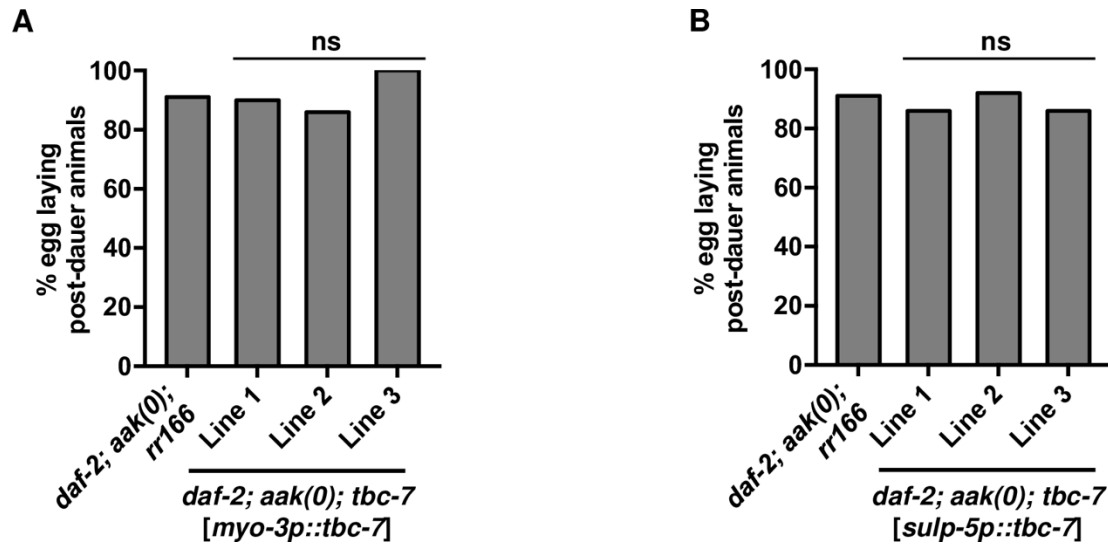 A
ns
% egg laying
post-dauer animals
100
80
60
40
20
0
daf-2; aak(0);
rr166
Line 1
Line 2
Line 3
daf-2; aak(0); tbc-7
[myo-3p::tbc-7]
B
ns
% egg laying
post-dauer animals
100
80
60
40
20
0
daf-2; aak(0);
rr166
Line 1
Line 2
Line 3
daf-2; aak(0); tbc-7
[sulp-5p::tbc-7]